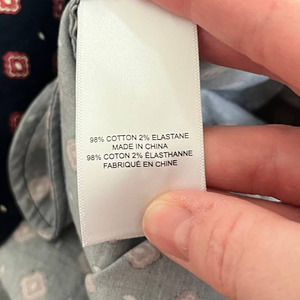 98% COTTON 2% ELASTANE
MADE IN CHINA
98% COTON 2% ÉLASTHANNE
FABRIQUÉ EN CHINE